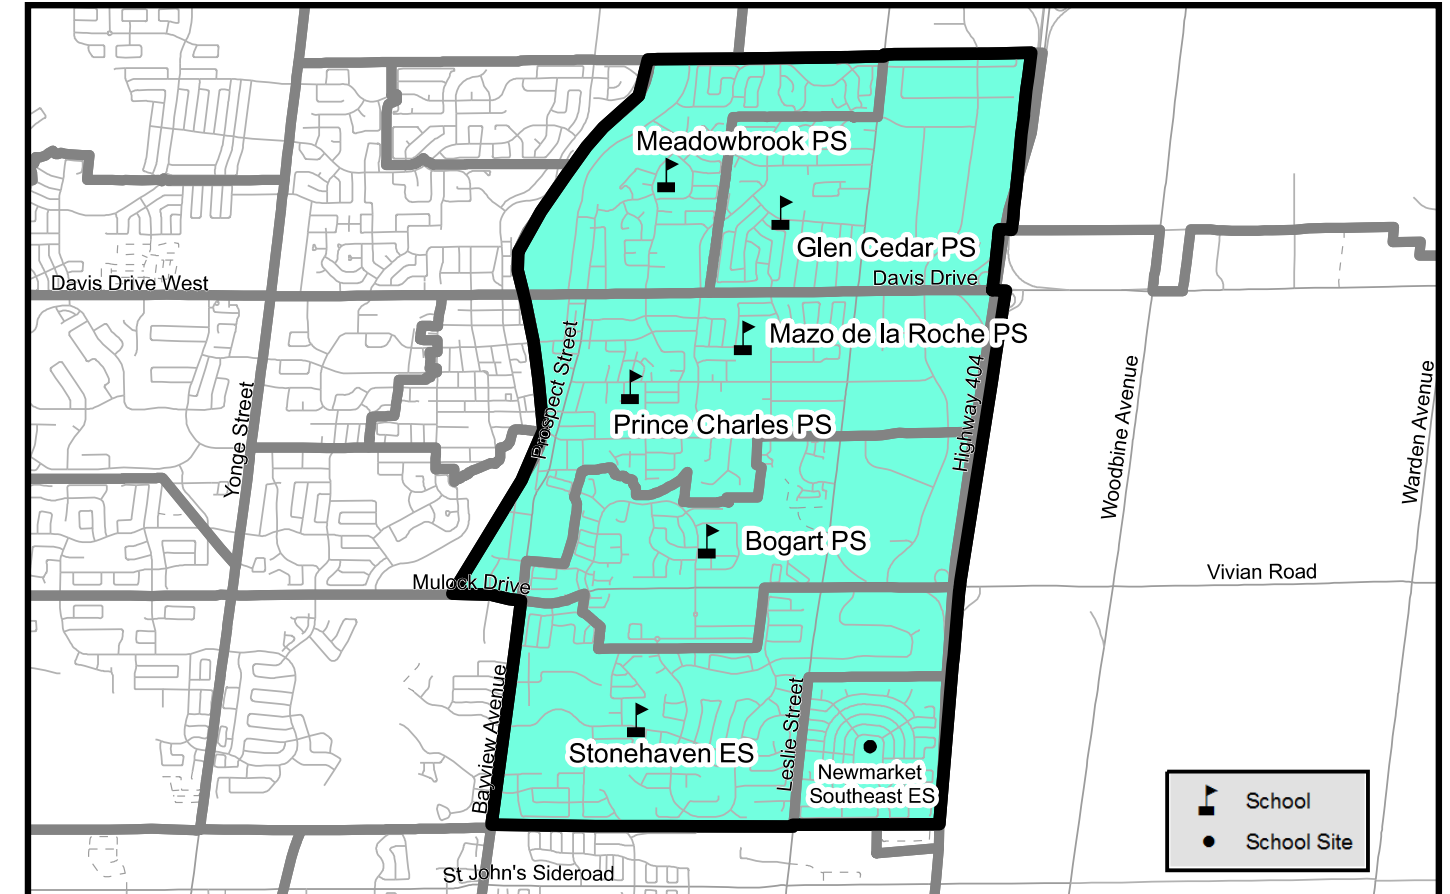 Meadowbrook PS
Glen Cedar PS
Davis Drive
Davis Drive West
Mazo de la Roche PS
Prospect Street
Highway 404
Woodbine Avenue
Warden Avenue
Yonge Street
Prince Charles PS
Bogart PS
Mulock Drive
Vivian Road
Bayview Avenue
Leslie Street
Stonehaven ES
Newmarket
Southeast ES
School
School Site
St John's Sideroad